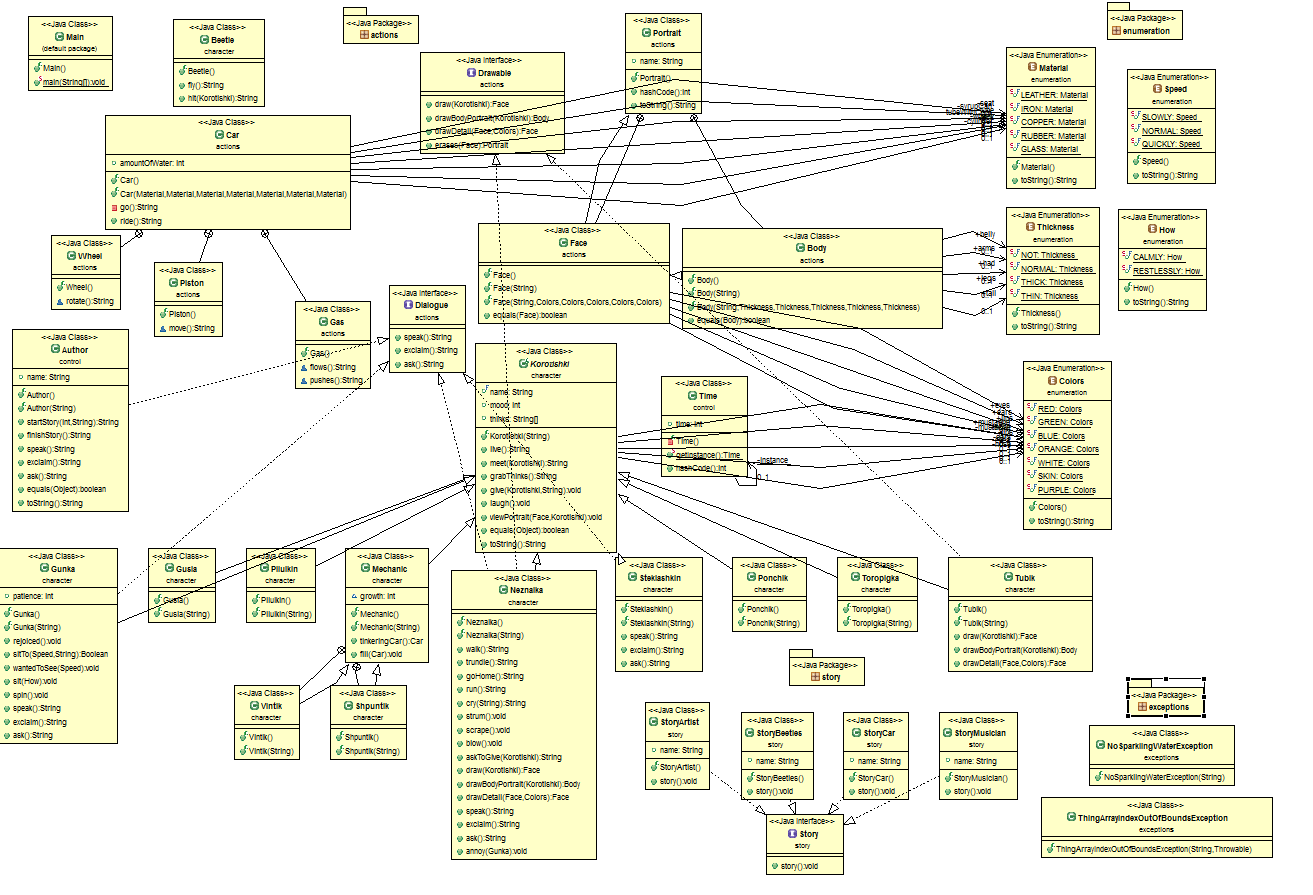 <<Java Class>>
Main
(default package)
Main()
main(String[]):void
<<Java Class>>
Beetle
character
Beetle()
fly():String
hit(Korotishki):String
<<Java Package>>
actions
<<Java Interface>>
Drawable
actions
draw(Korotishki):Face
drawBodyPortrait(Korotishki):Body
drawDetail(Face,Colors):Face
erases(Face):Portrait
<<Java Class>>
Portrait
actions
name: String
Portrait()
hashCode():int
toString():String
<<Java Package>>
enumeration
<<Java Enumeration>>
Material
enumeration
LEATHER: Material
IRON: Material
COPPER: Material
RUBBER: Material
GLASS: Material
Material()
toString():String
<<Java Enumeration>>
Speed
enumeration
SLOWLY: Speed
NORMAL: Speed
QUICKLY: Speed
Speed()
toString():String
<<Java Class>>
Car
actions
amountOfWater: int
Car()
Car(Material,Material,Material,Material,Material,Material,Material)
go():String
ride():String
<<Java Class>>
Wheel
actions
Wheel()
rotate():String
<<Java Class>>
Piston
actions
Piston()
move():String
<<Java Class>>
Gas
actions
Gas()
flows():String
pushes():String
<<Java Interface>>
Dialogue
actions
speak():String
exclaim():String
ask():String
<<Java Class>>
Face
actions
Face()
Face(String)
Face(String,Colors,Colors,Colors,Colors,Colors)
equals(Face):boolean
<<Java Class>>
Body
actions
Body()
Body(String)
Body(String,Thickness,Thickness,Thickness,Thickness,Thickness)
equals(Body):boolean
+belly
+arms
0..1
<<Java Enumeration>>
Thickness
enumeration
NOT: Thickness
NORMAL: Thickness
THICK: Thickness
THIN: Thickness
Thickness()
toString():String
<<Java Enumeration>>
How
enumeration
CALMLY: How
RESTLESSLY: How
How()
toString():String
<<Java Class>>
Author
control
name: String
Author()
Author(String)
startStory(int,String):String
finishStory():String
speak():String
exclaim():String
ask():String
equals(Object):boolean
toString():String
<<Java Class>>
Korotishki
character
name: String
mood: int
thinks: String[]
Korotishki(String)
live():String
meet(Korotishki):String
grabThinks():String
give(Korotishki,String):void
laugh():void
viewPortrait(Face,Korotishki):void
equals(Object):boolean
toString():String
<<Java Class>>
Time
control
time: int
Time()
getInstance():Time
hashCode():int
-instance
0..1
<<Java Enumeration>>
Colors
enumeration
RED: Colors
GREEN: Colors
BLUE: Colors
ORANGE: Colors
WHITE: Colors
SKIN: Colors
PURPLE: Colors
Colors()
toString():String
+eyes
0..1
<<Java Class>>
Gunka
character
patience: int
Gunka()
Gunka(String)
rejoiced():void
sitTo(Speed,String):Boolean
wantedToSee(Speed):void
sit(How):void
spin():void
speak():String
exclaim():String
ask():String
<<Java Class>>
Gusla
character
Gusla()
Gusla(String)
<<Java Class>>
Pilulkin
character
Pilulkin()
Pilulkin(String)
<<Java Class>>
Mechanic
character
growth: int
Mechanic()
Mechanic(String)
tinkeringCar():Car
fill(Car):void
<<Java Class>>
Vintik
character
Vintik()
Vintik(String)
<<Java Class>>
Shpuntik
character
Shpuntik()
Shpuntik(String)
<<Java Class>>
Neznaika
character
Neznaika()
Neznaika(String)
walk():String
trundle():String
goHome():String
run():String
cry(String):String
strum():void
scrape():void
blow():void
askToGive(Korotishki):String
draw(Korotishki):Face
drawBodyPortrait(Korotishki):Body
drawDetail(Face,Colors):Face
speak():String
exclaim():String
ask():String
annoy(Gunka):void
<<Java Class>>
Steklashkin
character
Steklashkin()
Steklashkin(String)
speak():String
exclaim():String
ask():String
<<Java Class>>
Ponchik
character
Ponchik()
Ponchik(String)
<<Java Class>>
Toropigka
character
Toropigka()
Toropigka(String)
<<Java Class>>
Tubik
character
Tubik()
Tubik(String)
draw(Korotishki):Face
drawBodyPortrait(Korotishki):Body
drawDetail(Face,Colors):Face
<<Java Package>>
story
<<Java Class>>
StoryArtist
story
name: String
StoryArtist()
story():void
<<Java Class>>
StoryBeetles
story
name: String
StoryBeetles()
story():void
<<Java Class>>
StoryCar
story
name: String
StoryCar()
story():void
<<Java Class>>
StoryMusician
story
name: String
StoryMusician()
story():void
<<Java Interface>>
Story
story
story():void
<<Java Package>>
exceptions
<<Java Class>>
NoSparklingWaterException
exceptions
NoSparklingWaterException(String)
<<Java Class>>
ThingArrayIndexOutOfBoundsException
exceptions
ThingArrayIndexOutOfBoundsException(String,Throwable)